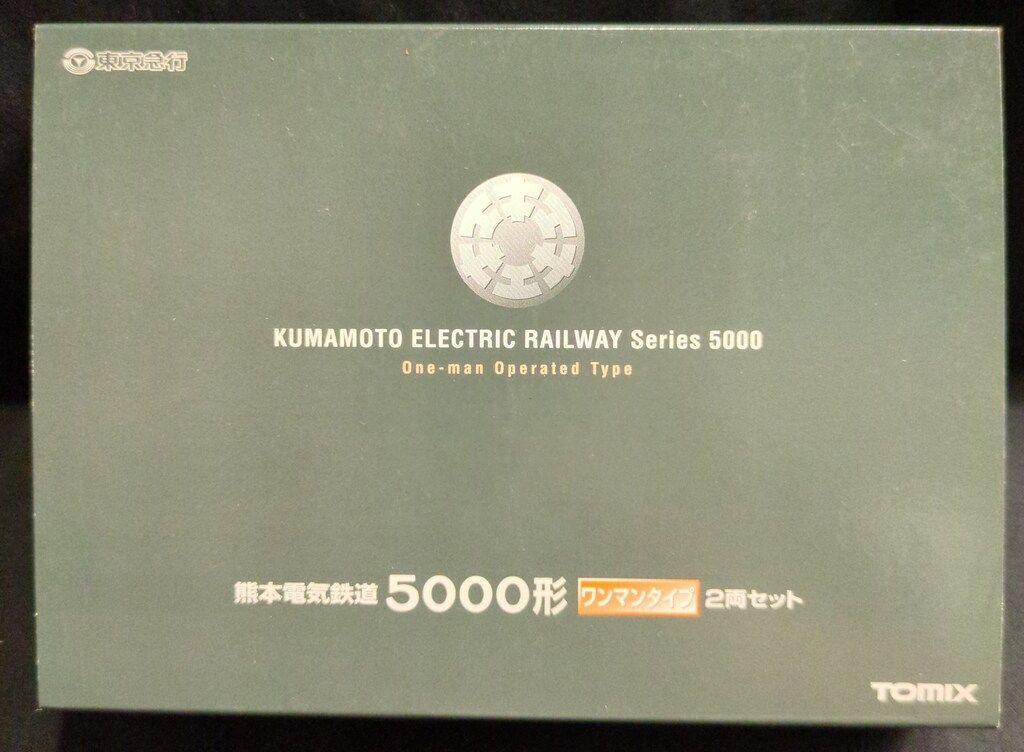 東京急行
KUMAMOTO ELECTRIC RAILWAY Series 5000
One-man Operated Type
熊本電気鉄道 5000形 ワンマンタイプ 2両セット
TOMIX